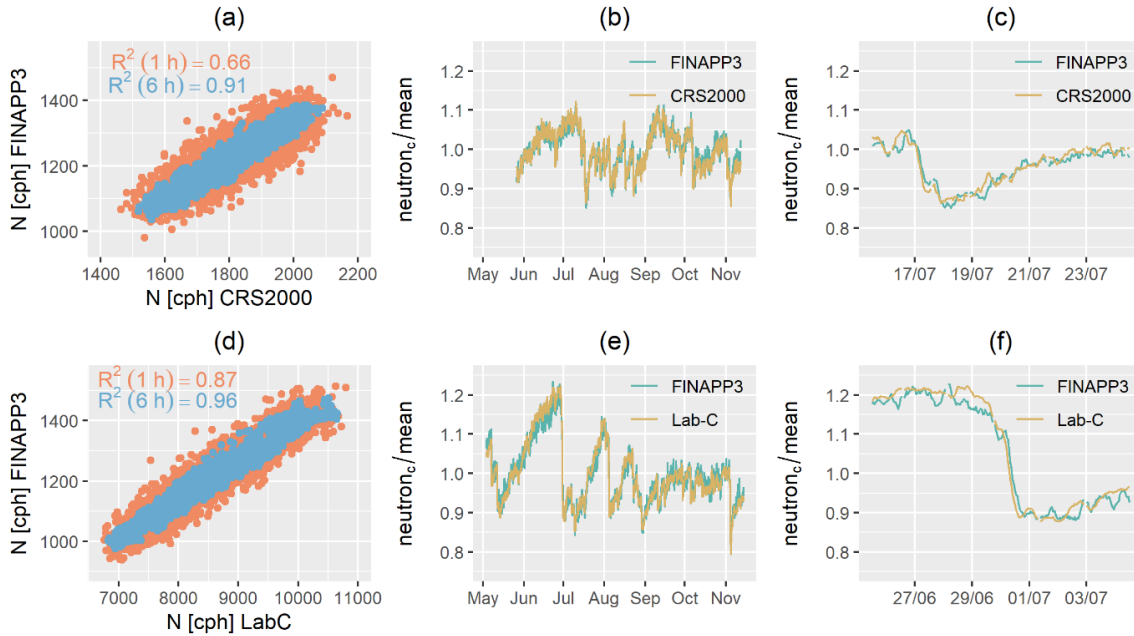 (a)
R² (1 h) = 0.66
R² (6 h) = 0.91
N [cph] FINAPP3
1400
1200
1000
1400 1600 1800 2000 2200
N [cph] CRS2000
(b)
FINAPP3
CRS2000
neutron_c/mean
1.2
1.1
1.0
0.9
0.8
May Jun Jul Aug Sep Oct Nov
(c)
FINAPP3
CRS2000
neutron_c/mean
1.2
1.1
1.0
0.9
0.8
17/07 19/07 21/07 23/07
(d)
R² (1 h) = 0.87
R² (6 h) = 0.96
N [cph] FINAPP3
1400
1200
1000
7000 8000 9000 10000 11000
N [cph] LabC
(e)
FINAPP3
Lab-C
neutron_c/mean
1.2
1.1
1.0
0.9
0.8
May Jun Jul Aug Sep Oct Nov
(f)
FINAPP3
Lab-C
neutron_c/mean
1.2
1.1
1.0
0.9
0.8
27/06 29/06 01/07 03/07